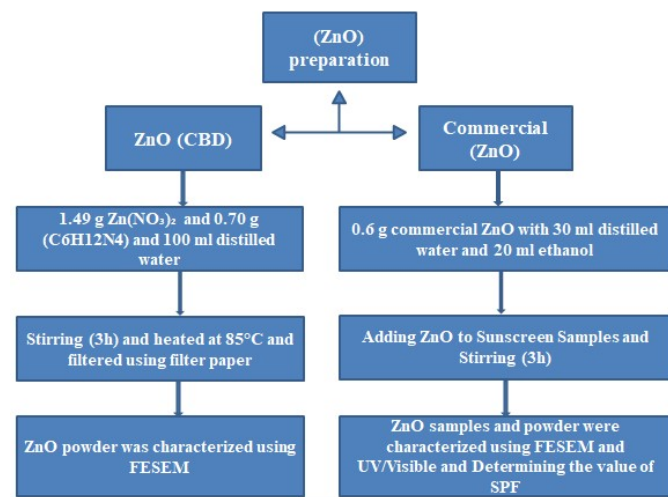 (ZnO)
preparation
ZnO (CBD)
Commercial
(ZnO)
1.49 g Zn(NO₃)₂ and 0.70 g
(C6H12N4) and 100 ml distilled
water
0.6 g commercial ZnO with 30 ml distilled
water and 20 ml ethanol
Stirring (3h) and heated at 85°C and
filtered using filter paper
Adding ZnO to Sunscreen Samples and
Stirring (3h)
ZnO powder was characterized using
FESEM
ZnO samples and powder were
characterized using FESEM and
UV/Visible and Determining the value of
SPF